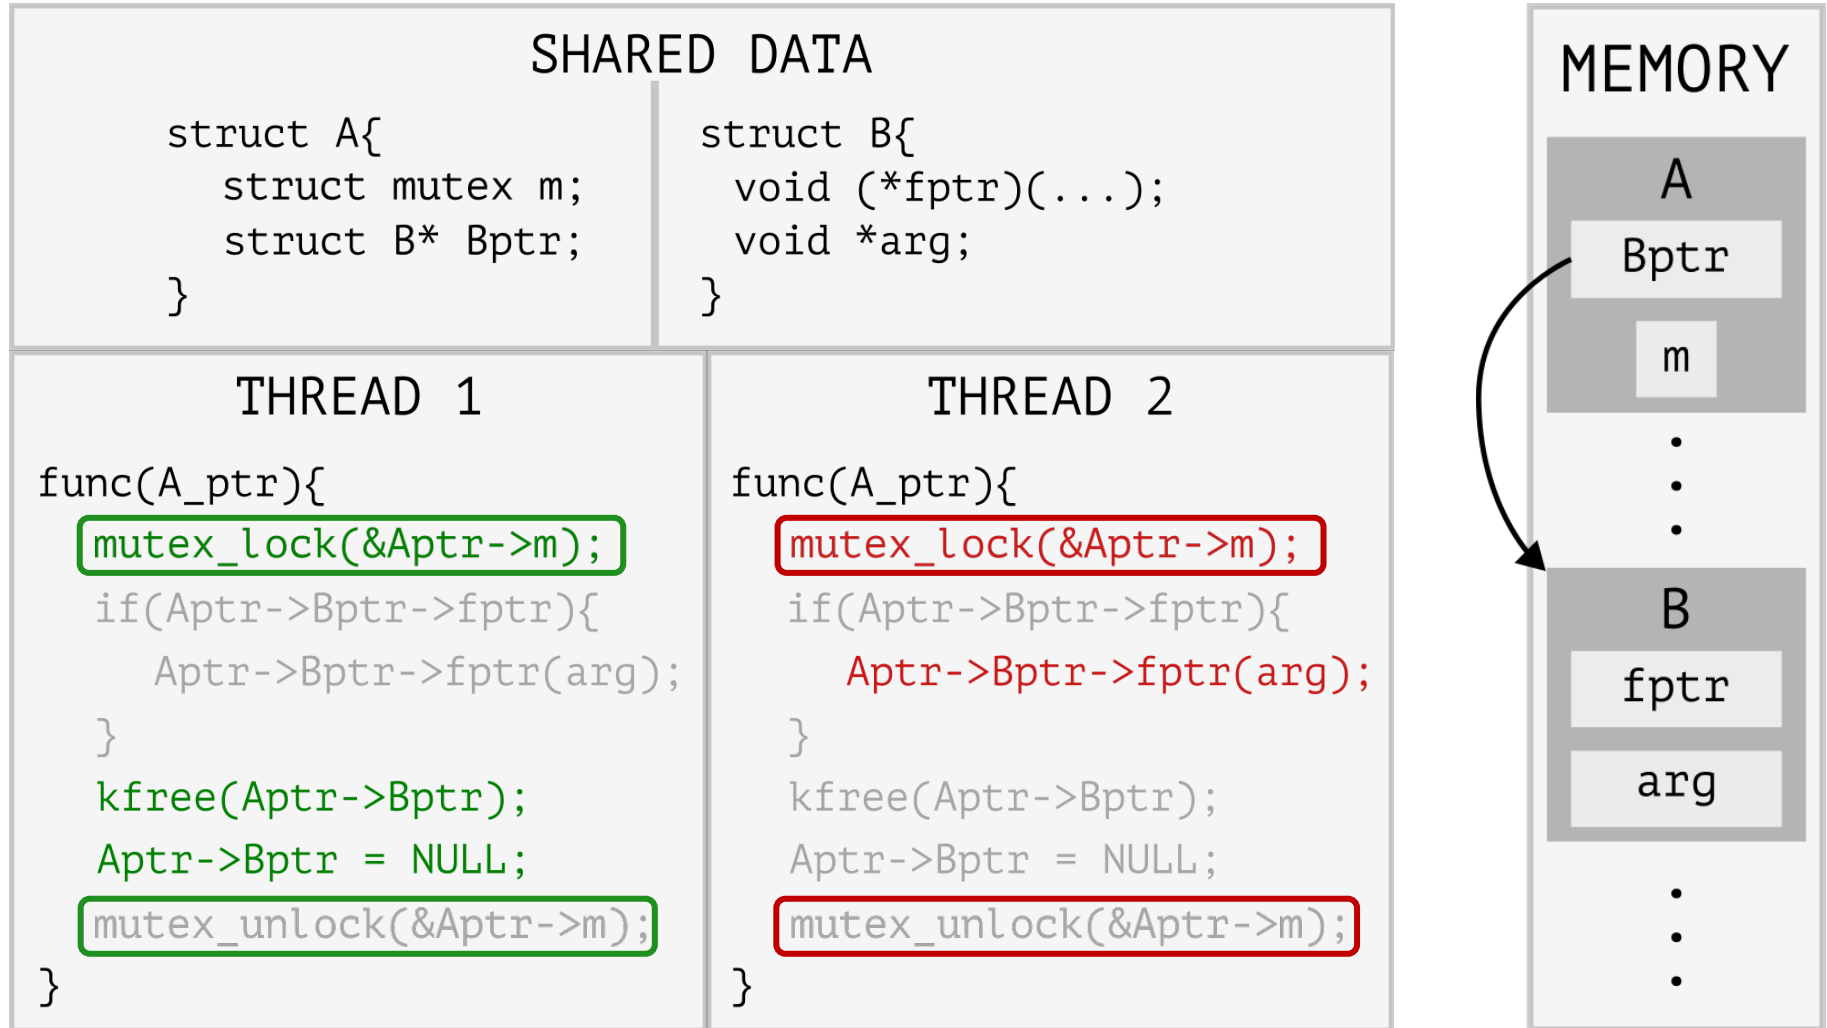 SHARED DATA
struct A{
struct mutex m;
struct B* Bptr;
}
struct B{
void (*fptr)(...);
void *arg;
}
THREAD 1
func(A_ptr){
mutex_lock(&Aptr->m);
if(Aptr->Bptr->fptr){
Aptr->Bptr->fptr(arg);
}
kfree(Aptr->Bptr);
Aptr->Bptr = NULL;
mutex_unlock(&Aptr->m);
}
THREAD 2
func(A_ptr){
mutex_lock(&Aptr->m);
if(Aptr->Bptr->fptr){
Aptr->Bptr->fptr(arg);
}
kfree(Aptr->Bptr);
Aptr->Bptr = NULL;
mutex_unlock(&Aptr->m);
}
MEMORY
A
Bptr
m
B
fptr
arg